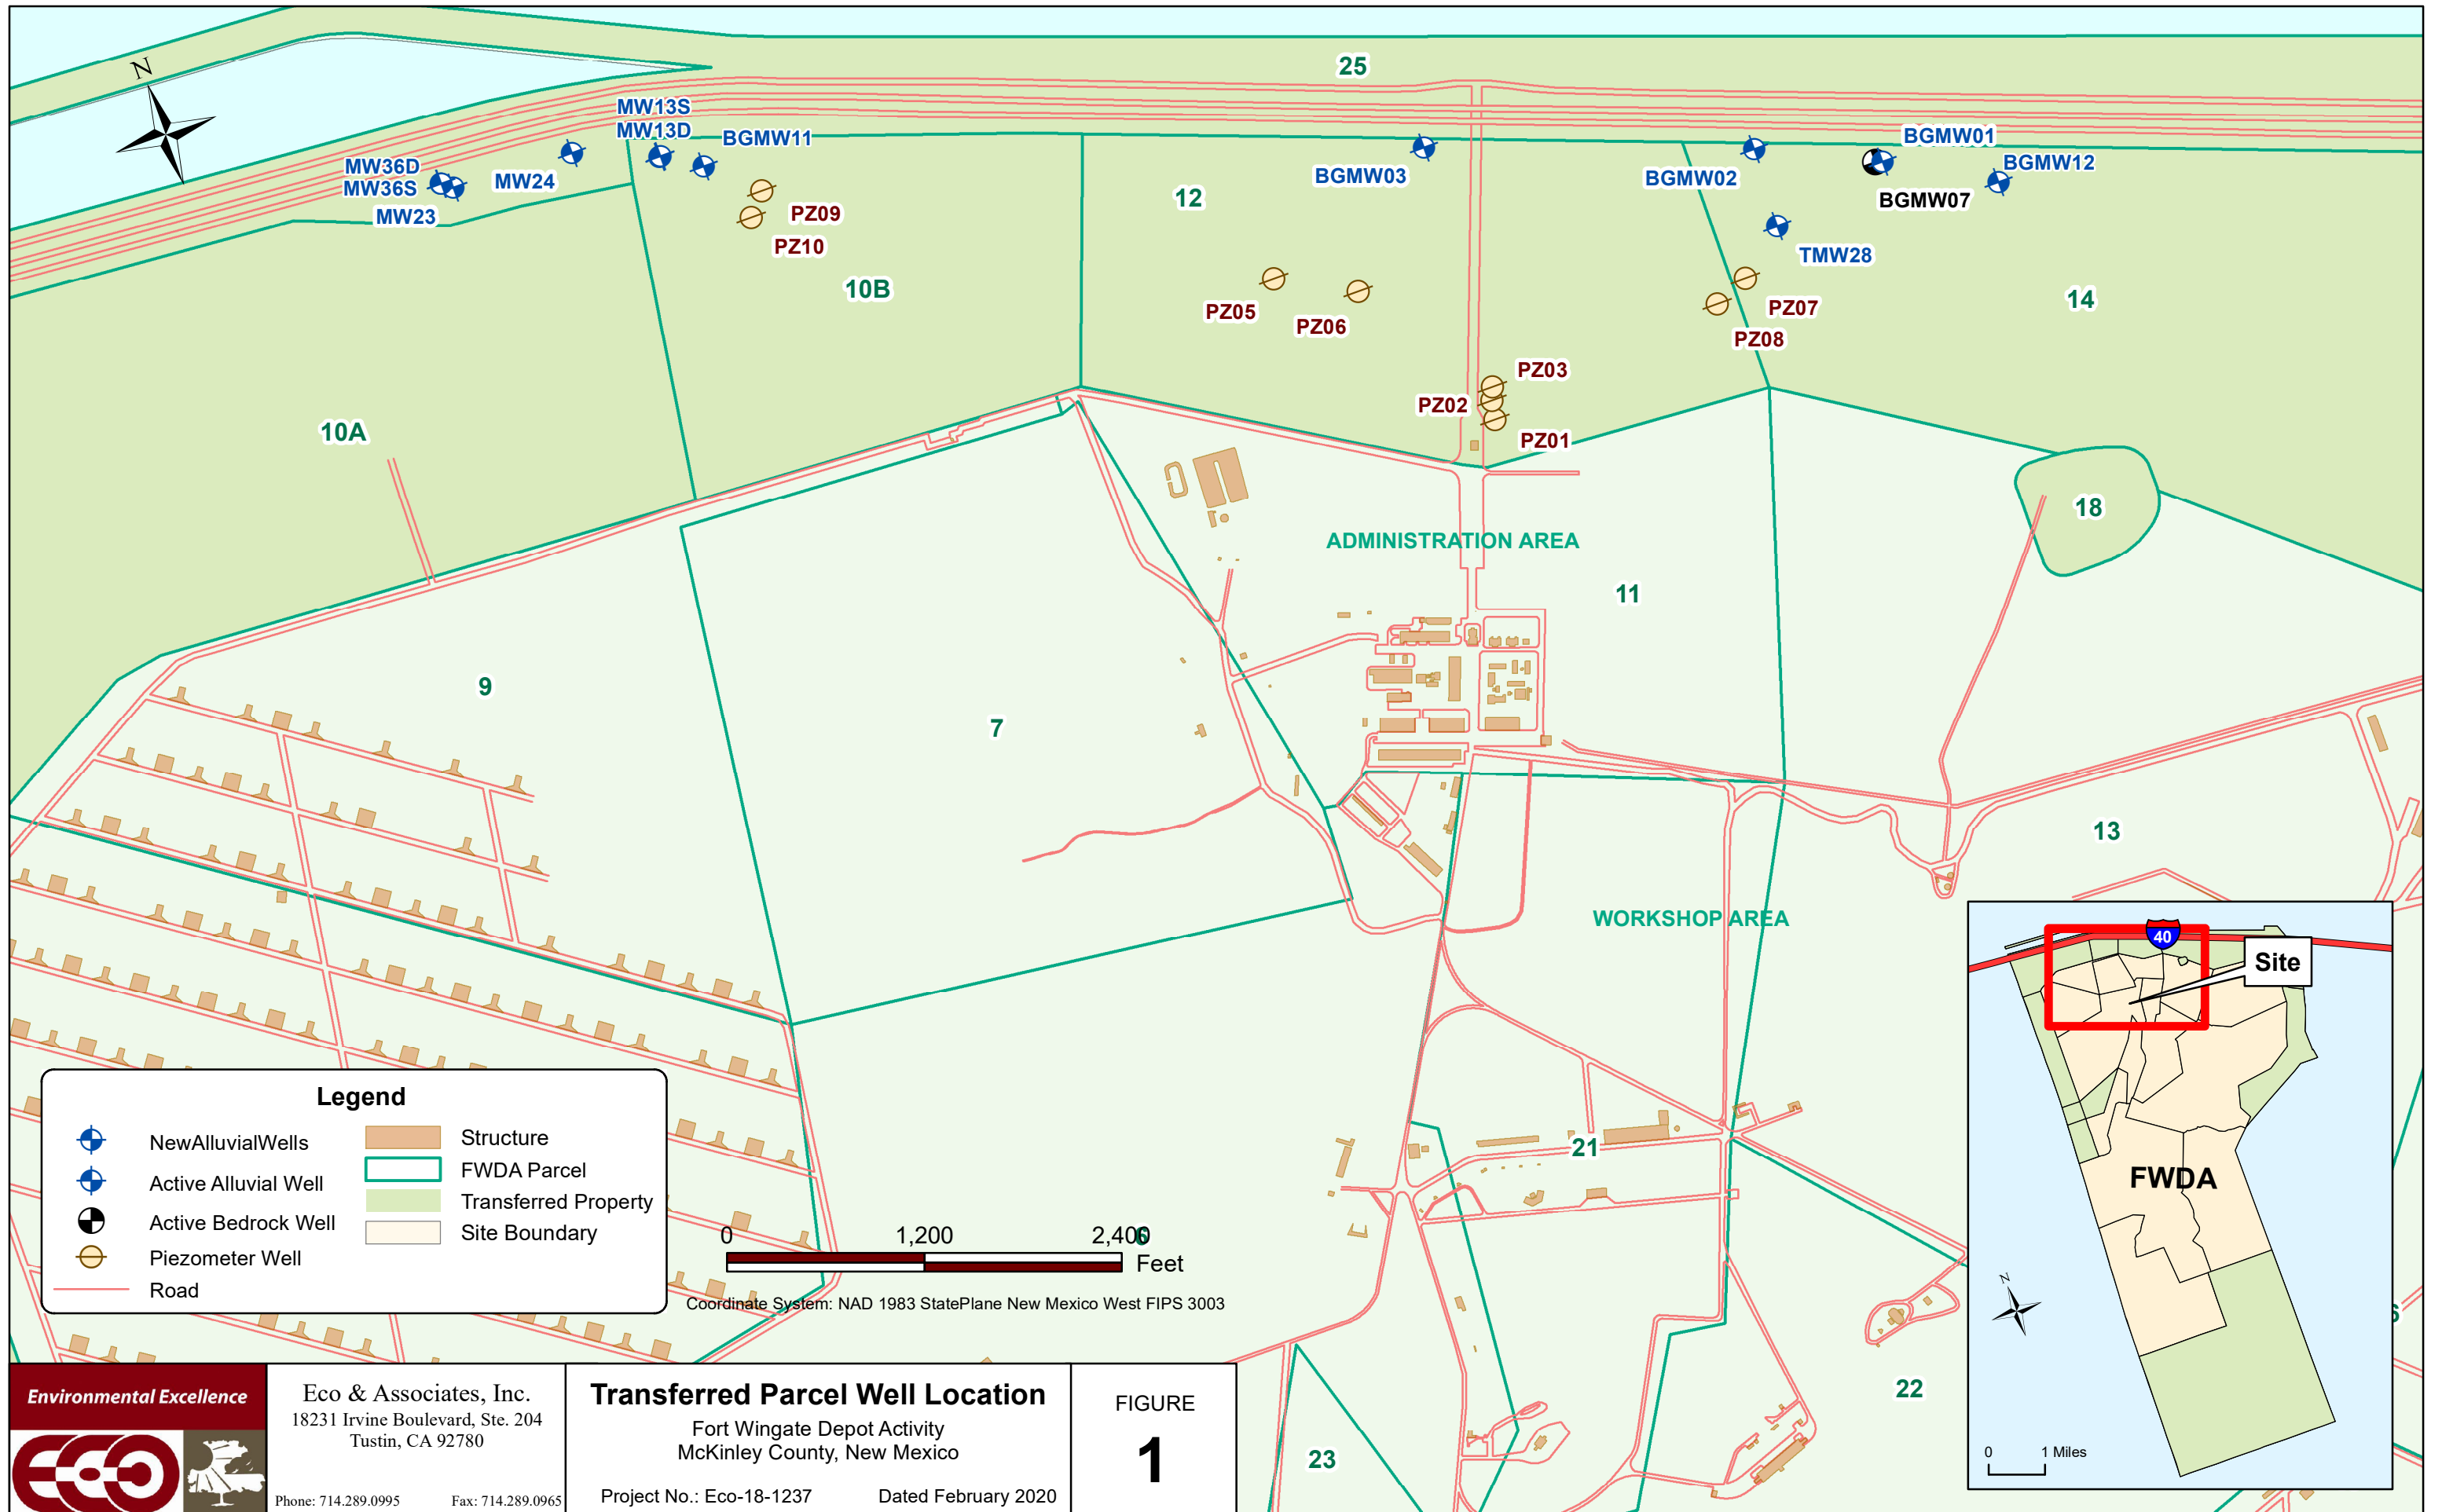 N
25
MW13S
MW13D
BGMW11
MW36D
MW36S
MW24
MW23
PZ09
PZ10
10B
12
BGMW03
BGMW02
BGMW01
BGMW12
BGMW07
TMW28
14
PZ05
PZ06
PZ07
PZ08
PZ03
PZ02
PZ01
10A
18
ADMINISTRATION AREA
11
9
7
13
WORKSHOP AREA
21
6
22
23
40
Site
FWDA
N
0 1 Miles
Legend
NewAlluvialWells
Active Alluvial Well
Active Bedrock Well
Piezometer Well
Road
Structure
FWDA Parcel
Transferred Property
Site Boundary
0 1,200 2,400
Feet
Coordinate System: NAD 1983 StatePlane New Mexico West FIPS 3003
Environmental Excellence
ECO
Eco & Associates, Inc.
18231 Irvine Boulevard, Ste. 204
Tustin, CA 92780
Phone: 714.289.0995 Fax: 714.289.0965
Transferred Parcel Well Location
Fort Wingate Depot Activity
McKinley County, New Mexico
Project No.: Eco-18-1237 Dated February 2020
FIGURE
1